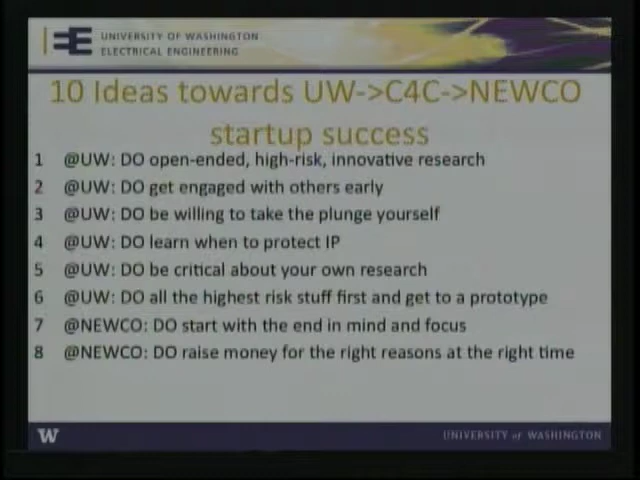 UNIVERSITY OF WASHINGTON
ELECTRICAL ENGINEERING
10 Ideas towards UW->C4C->NEWCO
startup success
1 @UW: DO open-ended, high-risk, innovative research
2 @UW: DO get engaged with others early
3 @UW: DO be willing to take the plunge yourself
4 @UW: DO learn when to protect IP
5 @UW: DO be critical about your own research
6 @UW: DO all the highest risk stuff first and get to a prototype
7 @NEWCO: DO start with the end in mind and focus
8 @NEWCO: DO raise money for the right reasons at the right time
W
UNIVERSITY of WASHINGTON